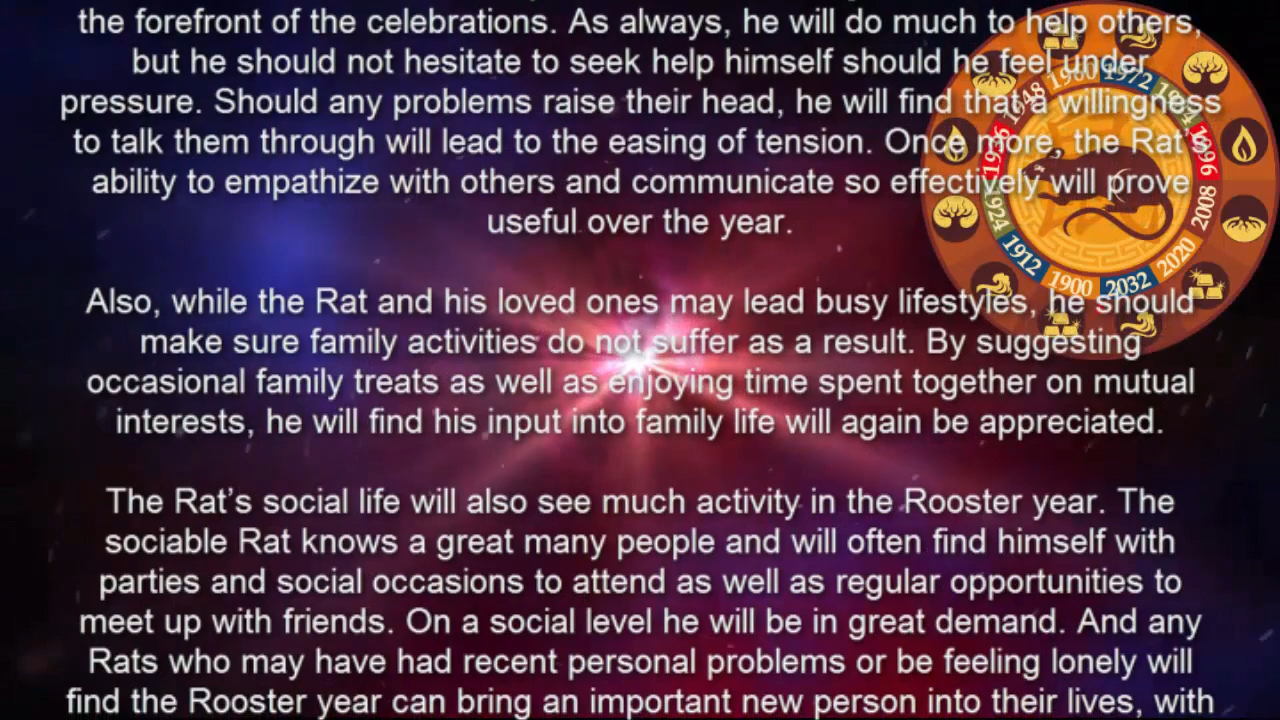 the forefront of the celebrations. As always, he will do much to help others,
but he should not hesitate to seek help himself should he feel under
pressure. Should any problems raise their head, he will find that a willingness
to talk them through will lead to the easing of tension. Once more, the Rat's
ability to empathize with others and communicate so effectively will prove
useful over the year.
Also, while the Rat and his loved ones may lead busy lifestyles, he should
make sure family activities do not suffer as a result. By suggesting
occasional family treats as well as enjoying time spent together on mutual
interests, he will find his input into family life will again be appreciated.
The Rat’s social life will also see much activity in the Rooster year. The
sociable Rat knows a great many people and will often find himself with
parties and social occasions to attend as well as regular opportunities to
meet up with friends. On a social level he will be in great demand. And any
Rats who may have had recent personal problems or be feeling lonely will
find the Rooster year can bring an important new person into their lives, with
1900
1912
1924
1936
1948
1960
1972
1984
1996
2008
2020
2032